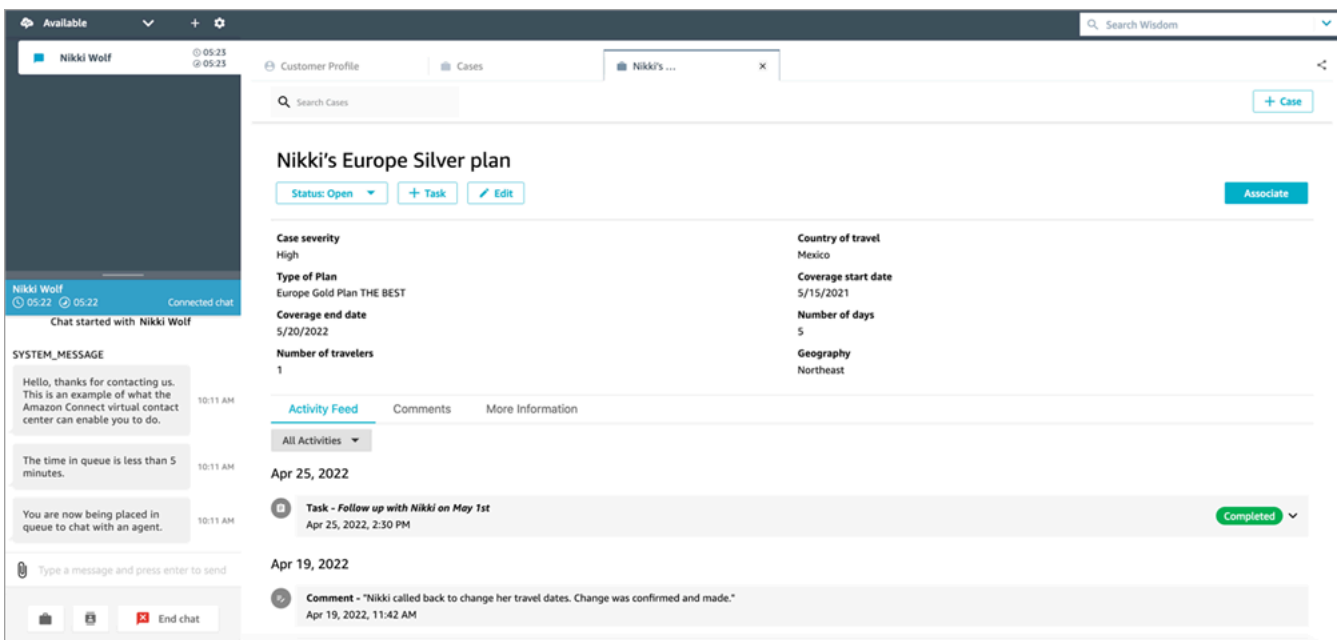 Available
Search Wisdom
Nikki Wolf
05:23
05:23
Customer Profile
Cases
Nikki's ...
Search Cases
+ Case
Nikki's Europe Silver plan
Status: Open
+ Task
Edit
Associate
Case severity
High
Country of travel
Mexico
Type of Plan
Europe Gold Plan THE BEST
Coverage start date
5/15/2021
Coverage end date
5/20/2022
Number of days
5
Number of travelers
1
Geography
Northeast
Nikki Wolf
05:22 05:22 Connected chat
Chat started with Nikki Wolf
SYSTEM_MESSAGE
Hello, thanks for contacting us.
This is an example of what the
Amazon Connect virtual contact
center can enable you to do.
10:11 AM
The time in queue is less than 5
minutes.
10:11 AM
You are now being placed in
queue to chat with an agent.
10:11 AM
Type a message and press enter to send
End chat
Activity Feed
Comments
More Information
All Activities
Apr 25, 2022
Task - Follow up with Nikki on May 1st
Apr 25, 2022, 2:30 PM
Completed
Apr 19, 2022
Comment - "Nikki called back to change her travel dates. Change was confirmed and made."
Apr 19, 2022, 11:42 AM